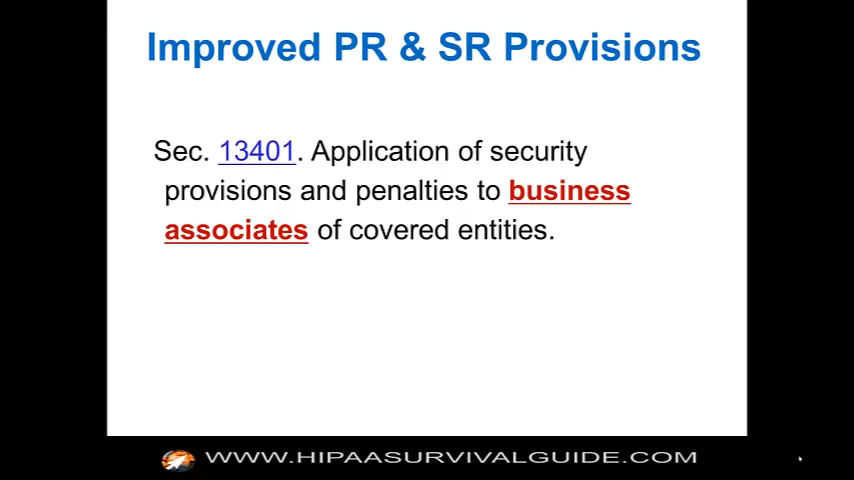 Improved PR & SR Provisions
Sec. 13401. Application of security
provisions and penalties to business
associates of covered entities.
WWW.HIPAASURVIVALGUIDE.COM